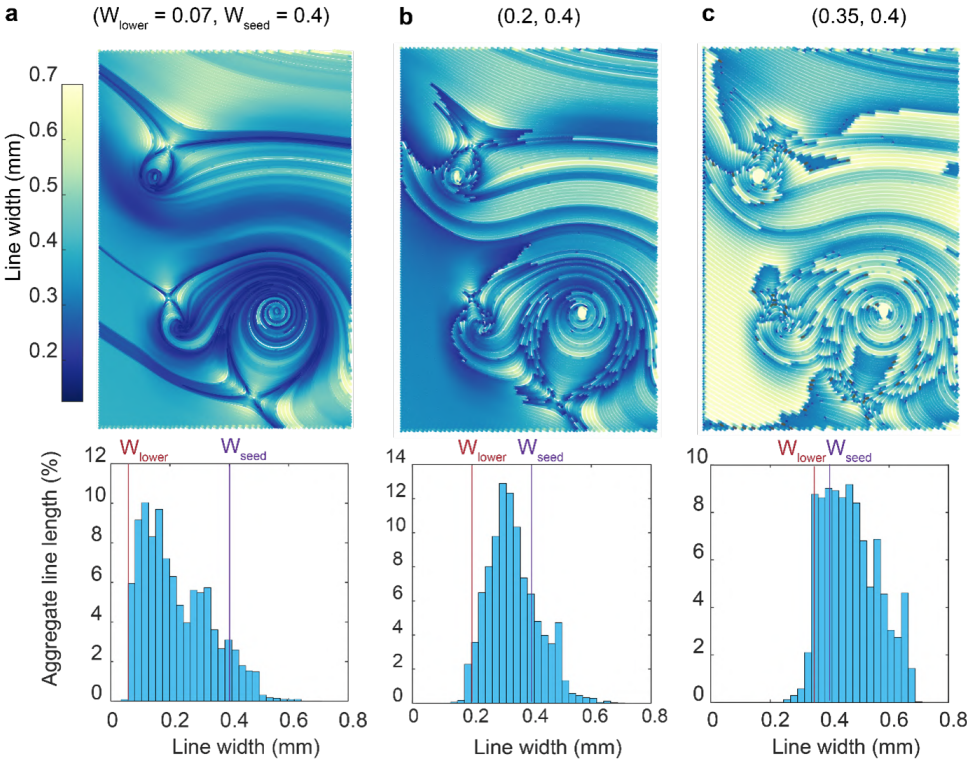 a
(W_lower = 0.07, W_seed = 0.4)
b
(0.2, 0.4)
c
(0.35, 0.4)
Line width (mm)
0.7
0.6
0.5
0.4
0.3
0.2
W_lower
W_seed
W_lower
W_seed
W_lower
W_seed
Aggregate line length (%)
12
10
8
6
4
2
0
0
0.2
0.4
0.6
0.8
Line width (mm)
14
12
10
8
6
4
2
0
0
0.2
0.4
0.6
0.8
Line width (mm)
10
8
6
4
2
0
0
0.2
0.4
0.6
0.8
Line width (mm)